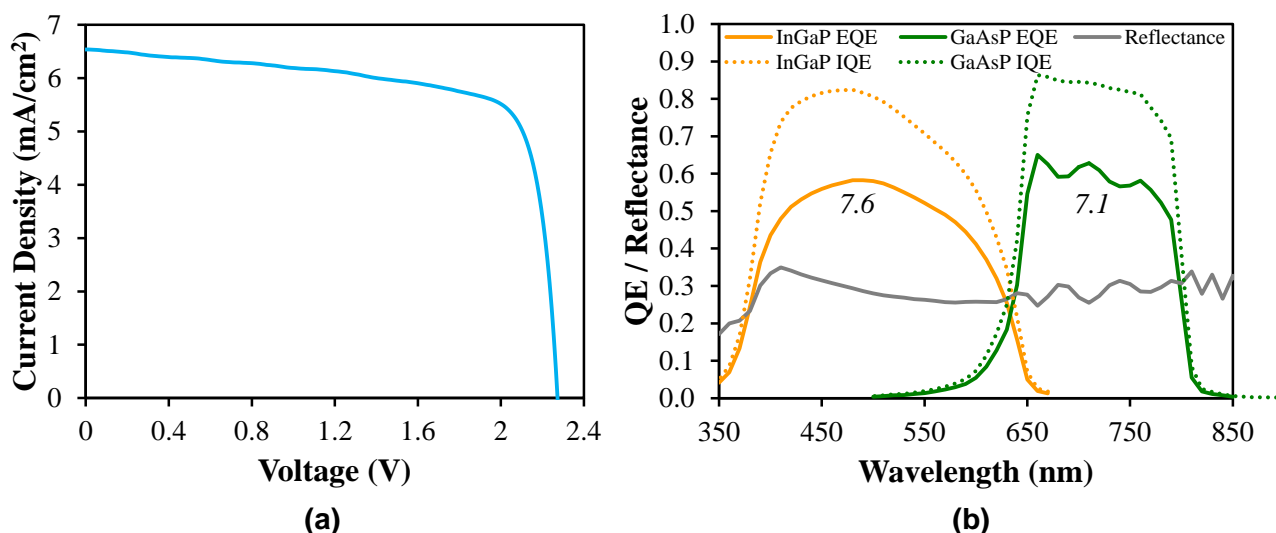 7
6
5
4
3
2
1
0
Current Density (mA/cm²)
0 0.4 0.8 1.2 1.6 2 2.4
Voltage (V)
(a)
1.0
0.9
0.8
0.7
0.6
0.5
0.4
0.3
0.2
0.1
0.0
QE / Reflectance
InGaP EQE GaAsP EQE Reflectance
InGaP IQE GaAsP IQE
7.6 7.1
350 450 550 650 750 850
Wavelength (nm)
(b)